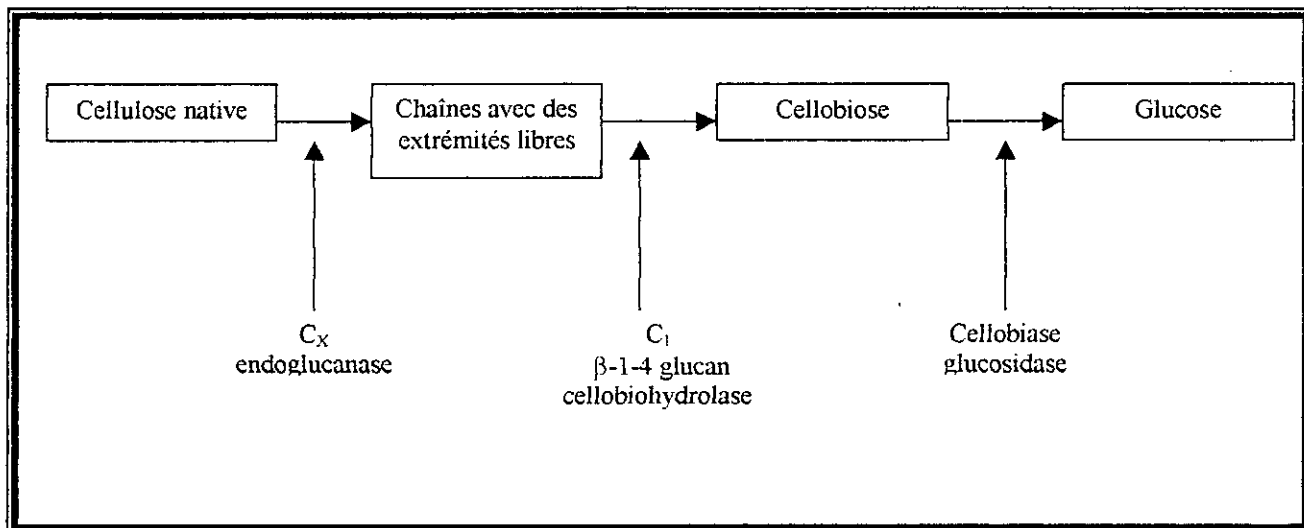 Cellulose native
Chaînes avec des
extrémités libres
Cellobiose
Glucose
C_X
endoglucanase
C_1
β-1-4 glucan
cellobiohydrolase
Cellobiase
glucosidase